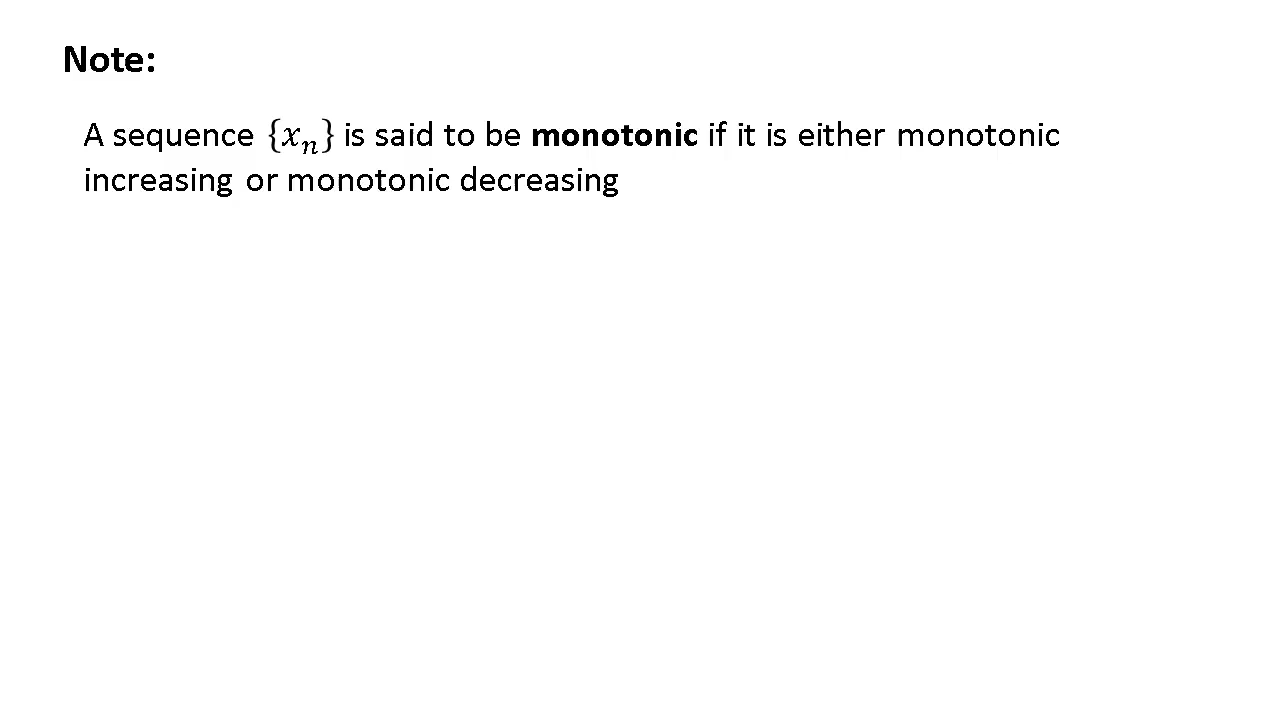 Note:
A sequence {xₙ} is said to be monotonic if it is either monotonic
increasing or monotonic decreasing